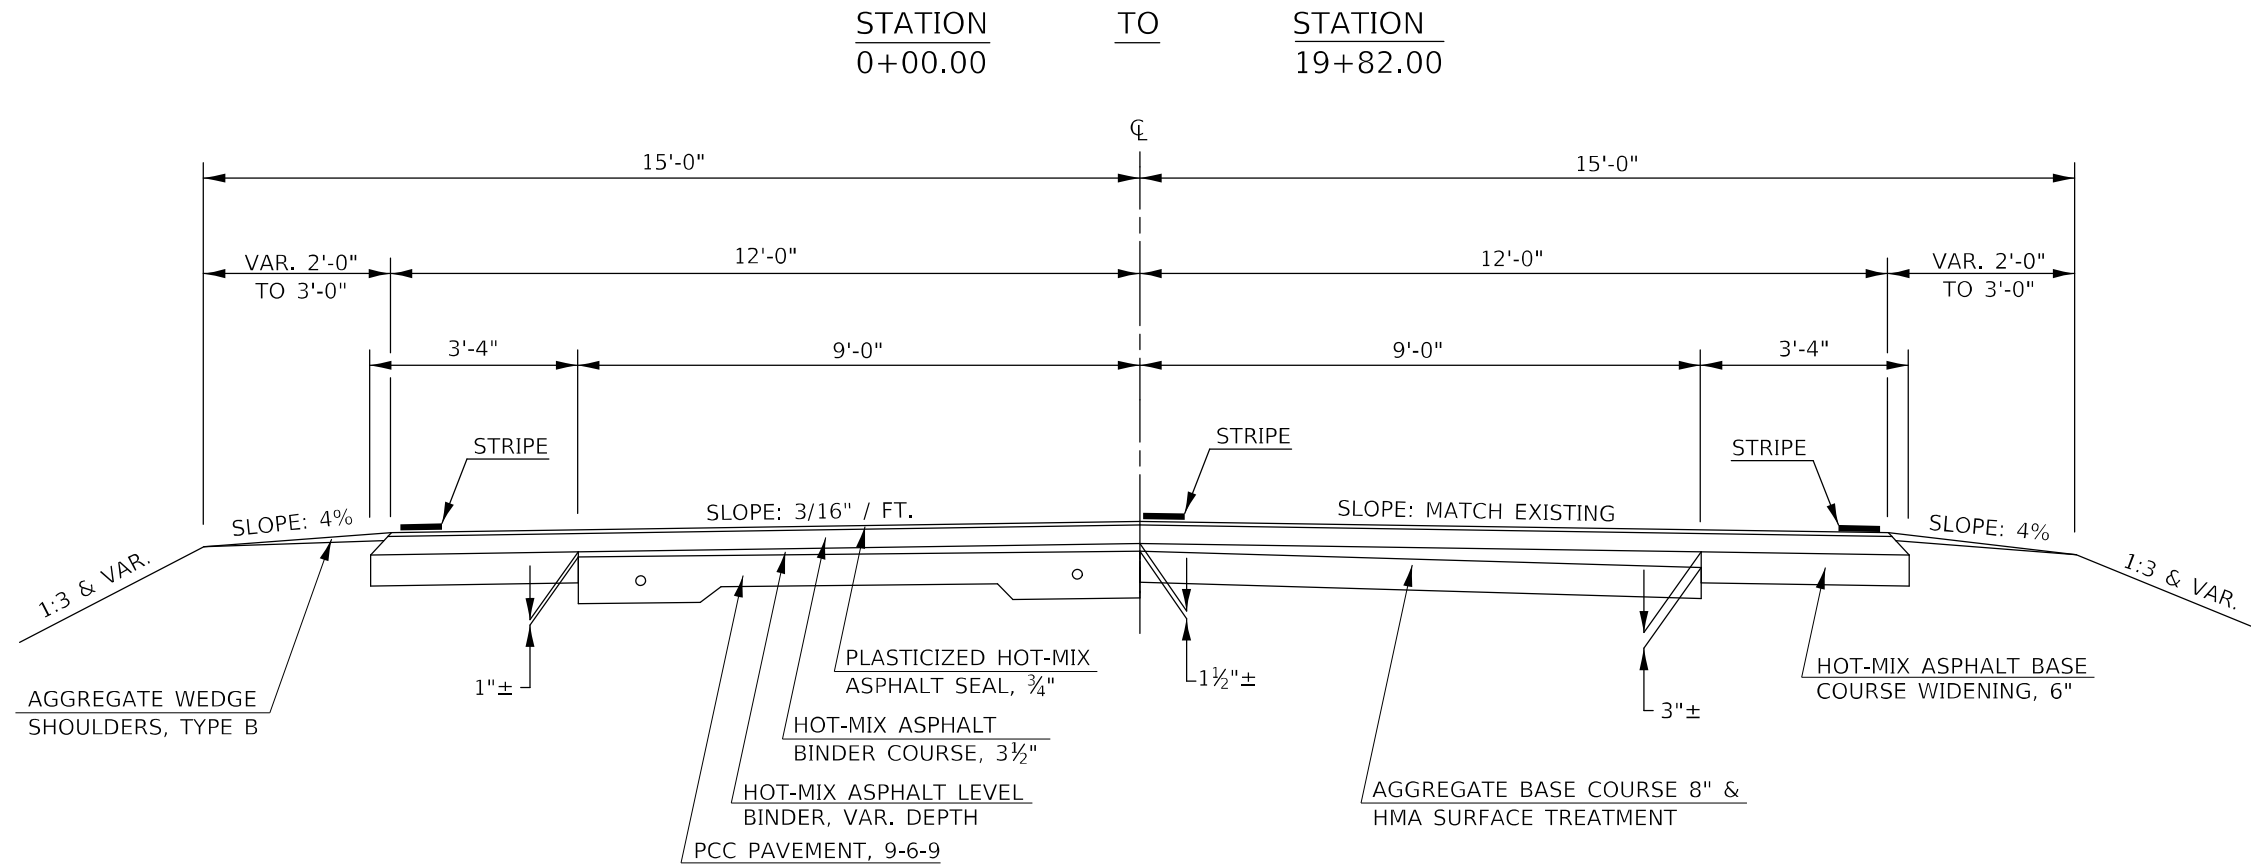 STATION TO STATION
0+00.00 19+82.00
℄
15'-0" 15'-0"
VAR. 2'-0" 12'-0" 12'-0" VAR. 2'-0"
TO 3'-0" TO 3'-0"
3'-4" 9'-0" 9'-0" 3'-4"
STRIPE STRIPE STRIPE
SLOPE: 4% SLOPE: 3/16" / FT. SLOPE: MATCH EXISTING SLOPE: 4%
1:3 & VAR. 1:3 & VAR.
1"± 1½"± 3"±
AGGREGATE WEDGE
SHOULDERS, TYPE B
PLASTICIZED HOT-MIX
ASPHALT SEAL, ¾"
HOT-MIX ASPHALT
BINDER COURSE, 3½"
HOT-MIX ASPHALT LEVEL
BINDER, VAR. DEPTH
PCC PAVEMENT, 9-6-9
HOT-MIX ASPHALT BASE
COURSE WIDENING, 6"
AGGREGATE BASE COURSE 8" &
HMA SURFACE TREATMENT